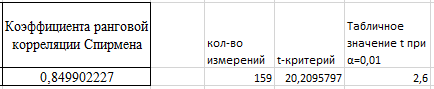 Коэффициента ранговой
корреляции Спирмена
кол-во
измерений
t-критерий
Табличное
значение t при
α=0,01
0,849902227
159
20,2095797
2,6